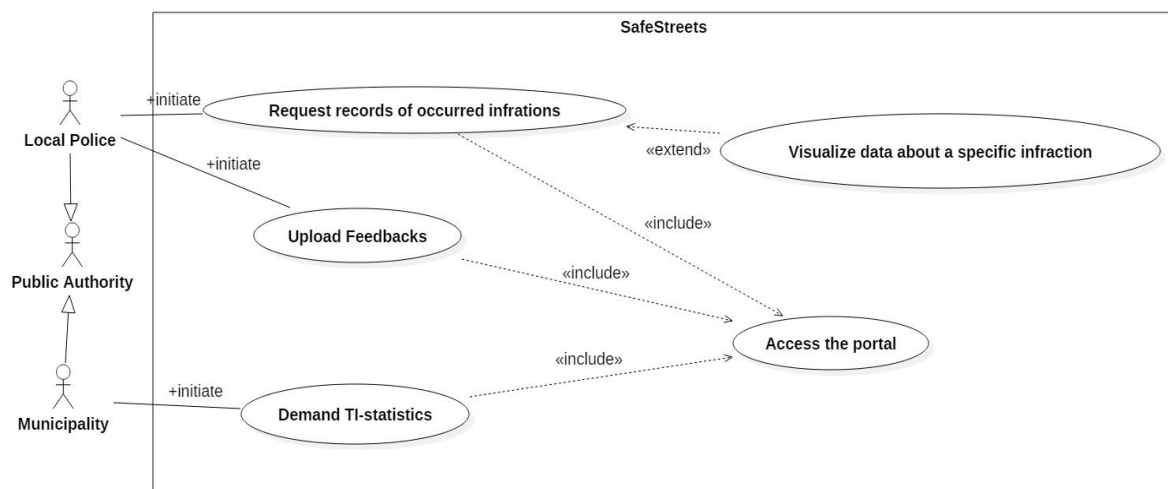 SafeStreets
+initiate
Request records of occurred infrations
Local Police
«extend»
Visualize data about a specific infraction
+initiate
«include»
Upload Feedbacks
«include»
Public Authority
Access the portal
«include»
+initiate
Demand TI-statistics
Municipality